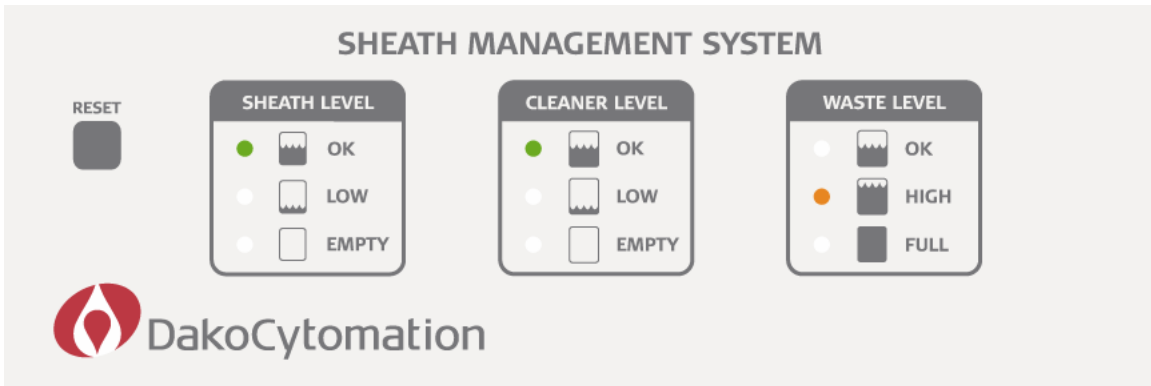 SHEATH MANAGEMENT SYSTEM
RESET
SHEATH LEVEL
OK
LOW
EMPTY
CLEANER LEVEL
OK
LOW
EMPTY
WASTE LEVEL
OK
HIGH
FULL
DakoCytomation